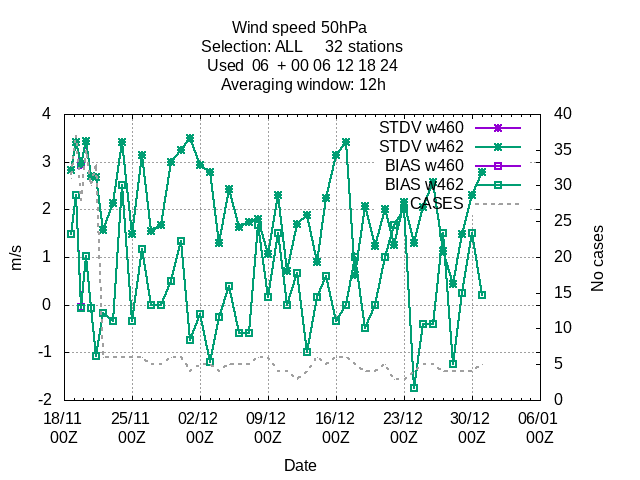 Wind speed 50hPa
Selection: ALL 32 stations
Used 06 + 00 06 12 18 24
Averaging window: 12h
4 40
STDV w460
STDV w462
3 35
BIAS w460
BIAS w462
30
CASES
2
25
m/s
1 20
No cases
15
0
10
-1
5
-2 0
18/11 25/11 02/12 09/12 16/12 23/12 30/12 06/01
00Z 00Z 00Z 00Z 00Z 00Z 00Z 00Z
Date